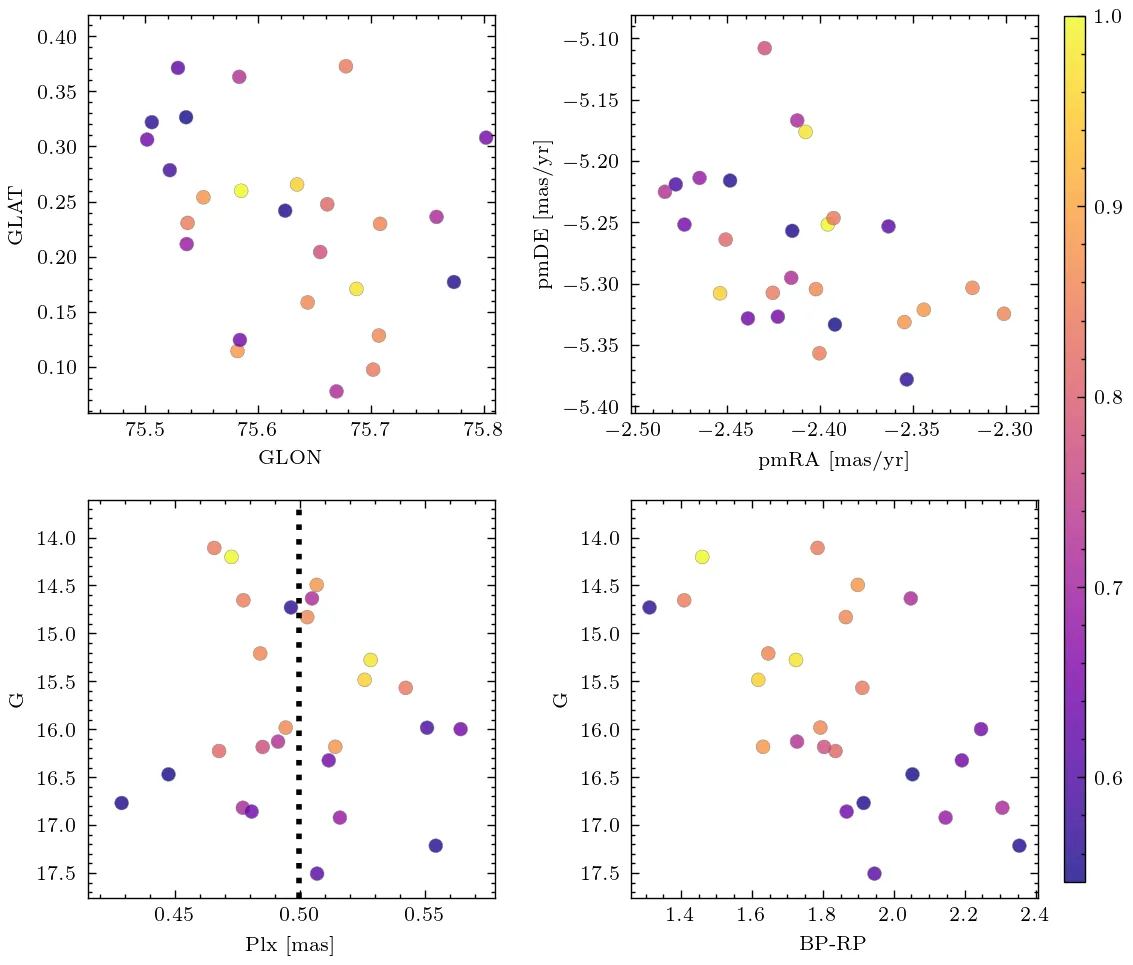 0.40
0.35
0.30
0.25
0.20
0.15
0.10
GLAT
75.5 75.6 75.7 75.8
GLON
−5.10
−5.15
−5.20
−5.25
−5.30
−5.35
−5.40
pmDE [mas/yr]
−2.50 −2.45 −2.40 −2.35 −2.30
pmRA [mas/yr]
1.0
0.9
0.8
0.7
0.6
14.0
14.5
15.0
15.5
16.0
16.5
17.0
17.5
G
0.45 0.50 0.55
Plx [mas]
14.0
14.5
15.0
15.5
16.0
16.5
17.0
17.5
G
1.4 1.6 1.8 2.0 2.2 2.4
BP-RP